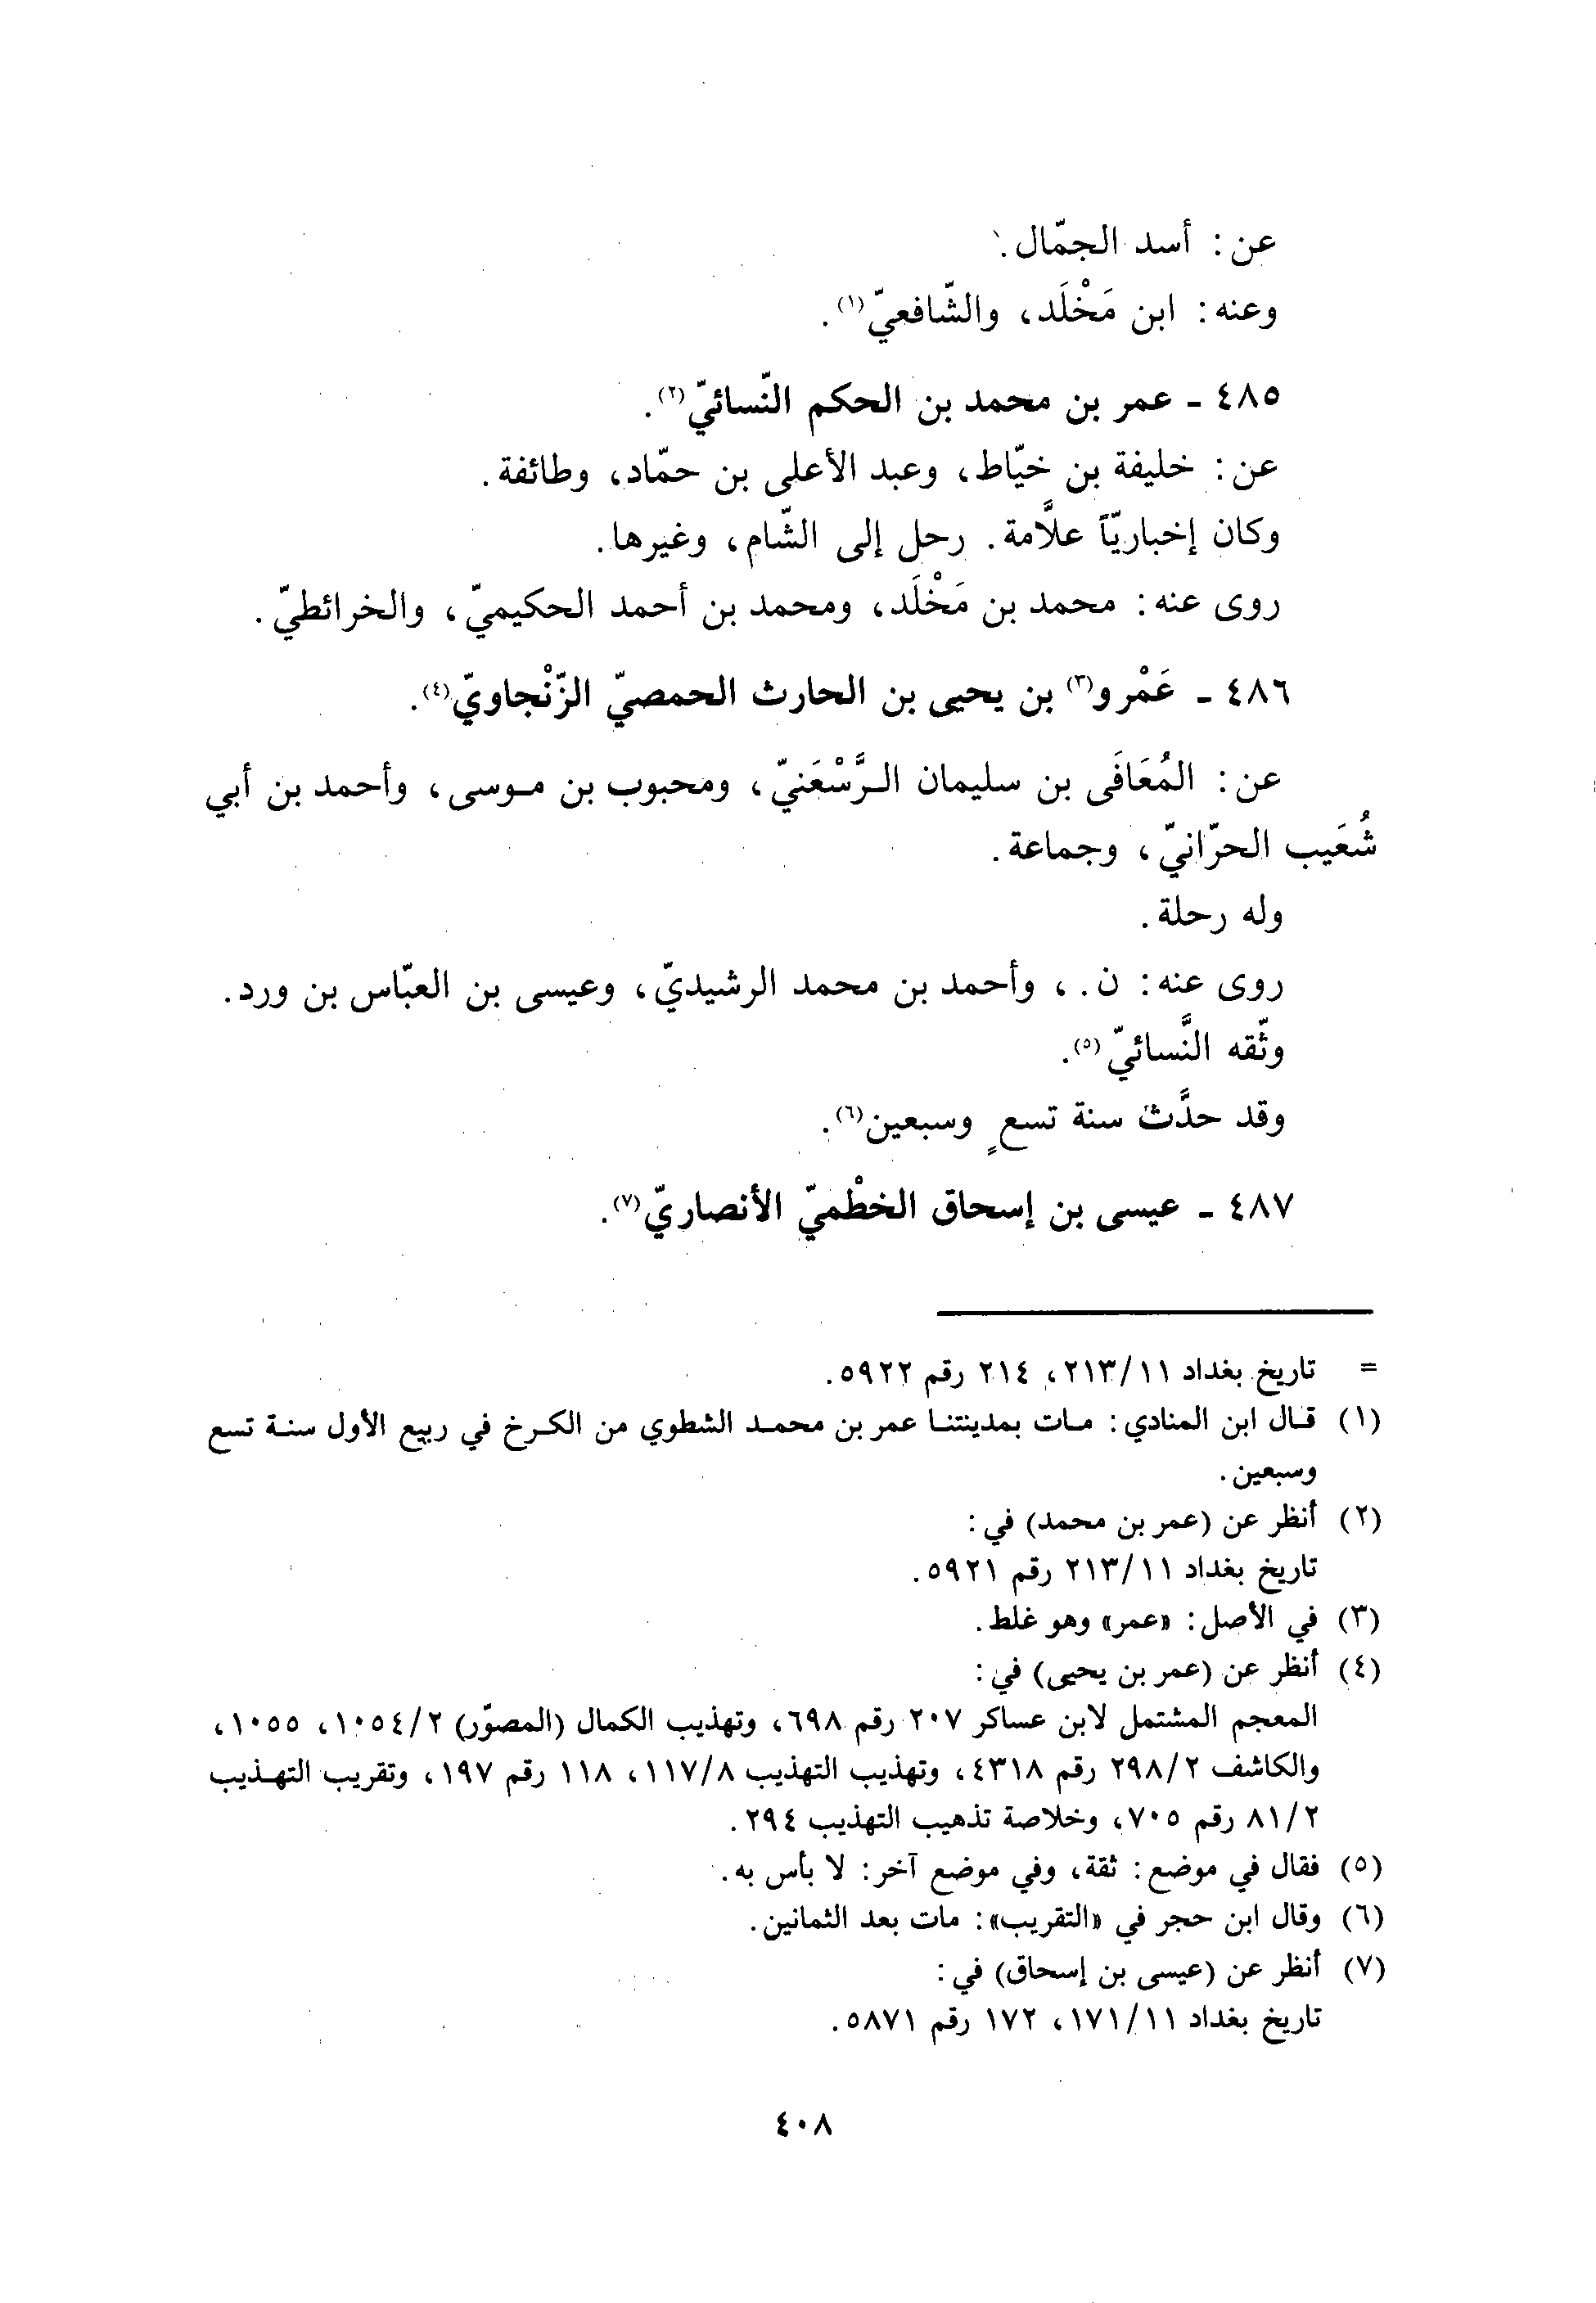 عن: أسد الجمّال.
وعنه: ابن مَخْلَد، والشّافعيّ(١).
٤٨٥ - عمر بن محمد بن الحكم النّسائيّ(٢).
عن: خليفة بن خيّاط، وعبد الأعلى بن حمّاد، وطائفة.
وكان إخباريّاً علاَّمة. رحل إلى الشّام، وغيرها.
روى عنه: محمد بن مَخْلَد، ومحمد بن أحمد الحكيميّ، والخرائطيّ.
٤٨٦ - عَمْرو(٣) بن يحيى بن الحارث الحمصيّ الزّنْجاويّ(٤).
عن: المُعَافَى بن سليمان الـرَّسْعَنيّ، ومحبوب بن مـوسى، وأحمد بن أبي
شُعَيب الحرّانيّ، وجماعة.
وله رحلة.
روى عنه: ن.، وأحمد بن محمد الرشيديّ، وعيسى بن العبّاس بن ورد.
وثّقه النَّسائيّ(٥).
وقد حدَّث سنة تسعٍ وسبعين(٦).
٤٨٧ - عيسى بن إسحاق الخطْميّ الأنصاريّ(٧).
= تاريخ بغداد ٢١٣/١١، ٢١٤ رقم ٥٩٢٢.
(١) قـال ابن المنادي: مـات بمدينتنـا عمر بن محمـد الشطوي من الكـرخ في ربيع الأول سنـة تسع
وسبعين.
(٢) أنظر عن (عمر بن محمد) في:
تاريخ بغداد ٢١٣/١١ رقم ٥٩٢١.
(٣) في الأصل: «عمر» وهو غلط.
(٤) أنظر عن (عمر بن يحيى) في:
المعجم المشتمل لابن عساكر ٢٠٧ رقم ٦٩٨، وتهذيب الكمال (المصوّر) ١٠٥٤/٢، ١٠٥٥،
والكاشف ٢٩٨/٢ رقم ٤٣١٨، وتهذيب التهذيب ١١٧/٨، ١١٨ رقم ١٩٧، وتقريب التهـذيب
٨١/٢ رقم ٧٠٥، وخلاصة تذهيب التهذيب ٢٩٤.
(٥) فقال في موضع: ثقة، وفي موضع آخر: لا بأس به.
(٦) وقال ابن حجر في «التقريب»: مات بعد الثمانين.
(٧) أنظر عن (عيسى بن إسحاق) في:
تاريخ بغداد ١٧١/١١، ١٧٢ رقم ٥٨٧١.
٤٠٨